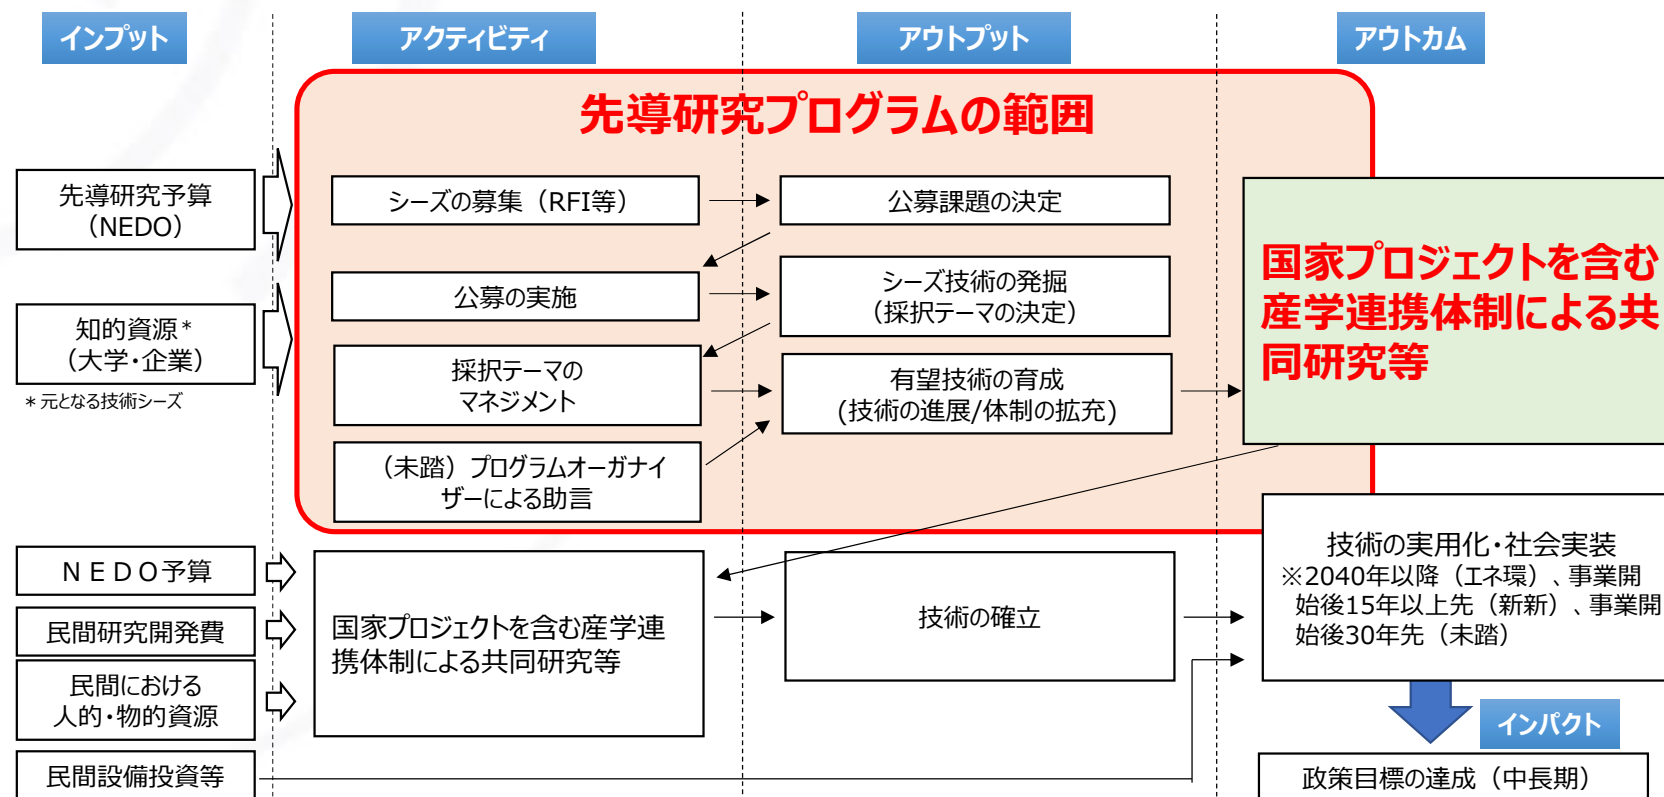 インプット
アクティビティ
アウトプット
アウトカム
先導研究プログラムの範囲
先導研究予算
（NEDO）
シーズの募集（RFI等）
公募課題の決定
国家プロジェクトを含む
産学連携体制による共
同研究等
公募の実施
シーズ技術の発掘
（採択テーマの決定）
知的資源*
（大学・企業）
*元となる技術シーズ
採択テーマの
マネジメント
有望技術の育成
(技術の進展/体制の拡充)
（未踏）プログラムオーガナイ
ザーによる助言
ＮＥＤＯ予算
民間研究開発費
民間における
人的・物的資源
民間設備投資等
国家プロジェクトを含む産学連
携体制による共同研究等
技術の確立
技術の実用化・社会実装
※2040年以降（エネ環）、事業開
始後15年以上先（新新）、事業開
始後30年先（未踏）
インパクト
政策目標の達成（中長期）